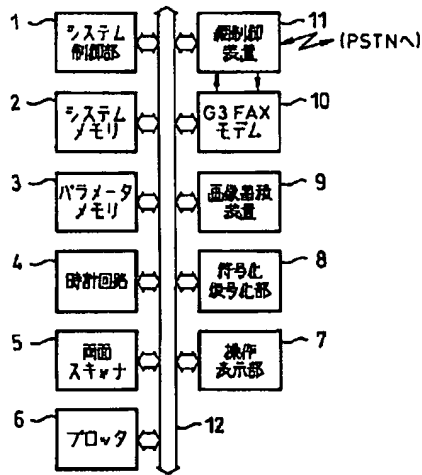 1
システム
制御部
2
システム
メモリ
3
パラメータ
メモリ
4
時計回路
5
両面
スキャナ
6
プロッタ
11
網制御
装置
(PSTNへ)
10
G3 FAX
モデム
9
画像蓄積
装置
8
符号化
復号化部
7
操作
表示部
12